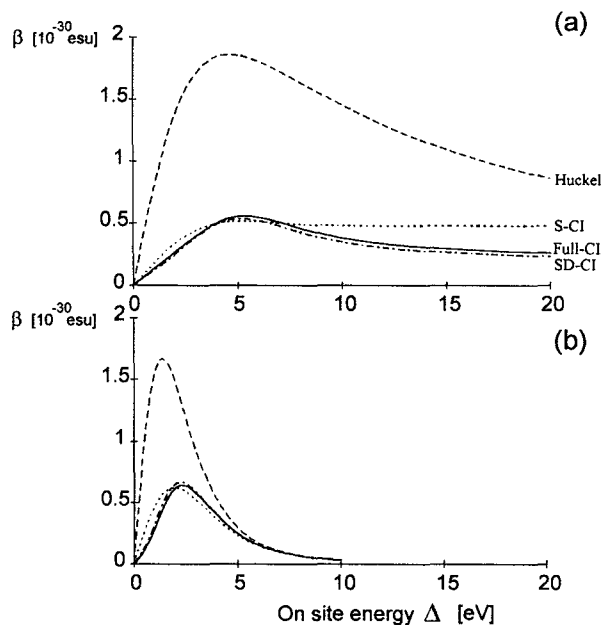 (a)
β [10⁻³⁰ esu]
2
1.5
1
0.5
0
Huckel
S-CI
Full-CI
SD-CI
0 5 10 15 20
(b)
β [10⁻³⁰ esu]
2
1.5
1
0.5
0
0 5 10 15 20
On site energy Δ [eV]